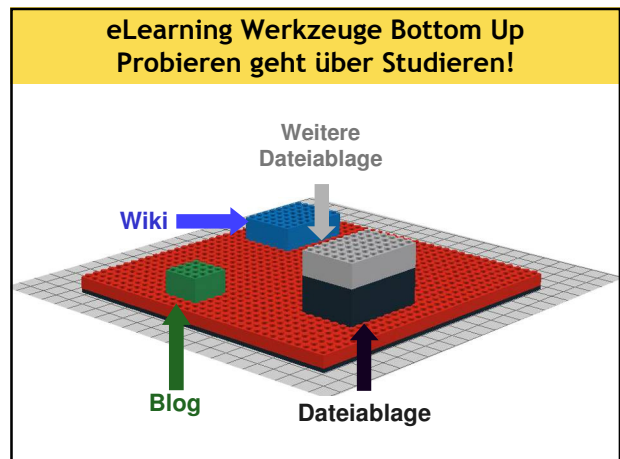 eLearning Werkzeuge Bottom Up
Probieren geht über Studieren!
Weitere
Dateiablage
Wiki
Blog
Dateiablage